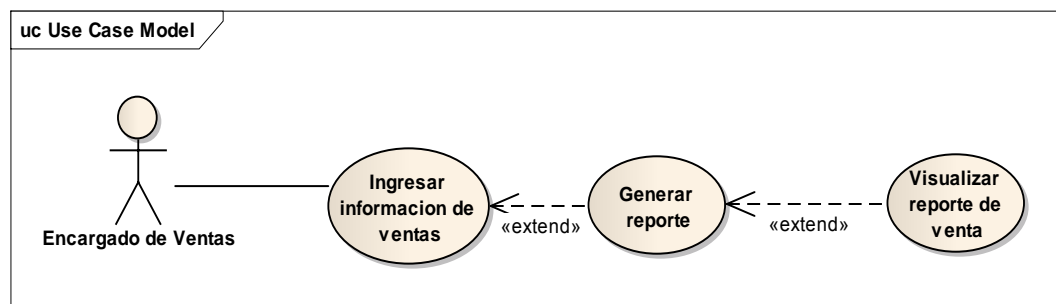 uc Use Case Model
Encargado de Ventas
Ingresar
informacion de
ventas
«extend»
Generar
reporte
«extend»
Visualizar
reporte de
venta